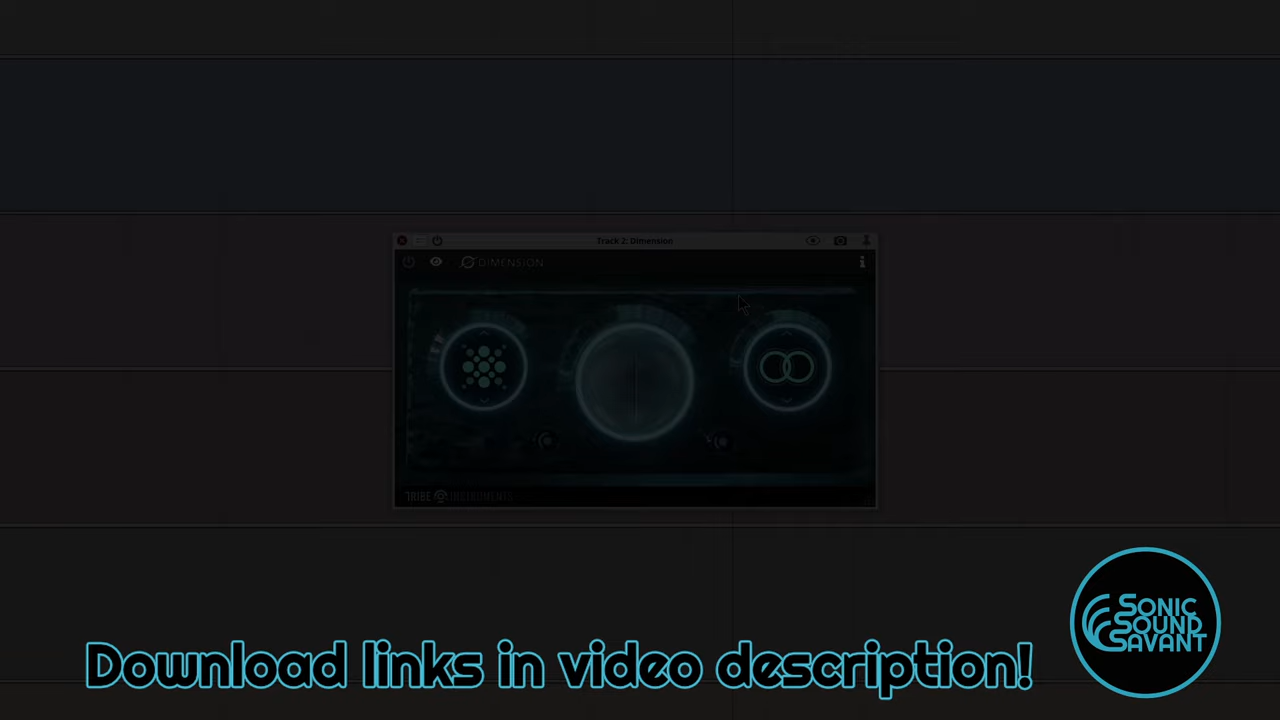 Track 2: Dimension
DIMENSION
TRIBE INSTRUMENTS
Download links in video description!
SONIC
SOUND
SAVANT